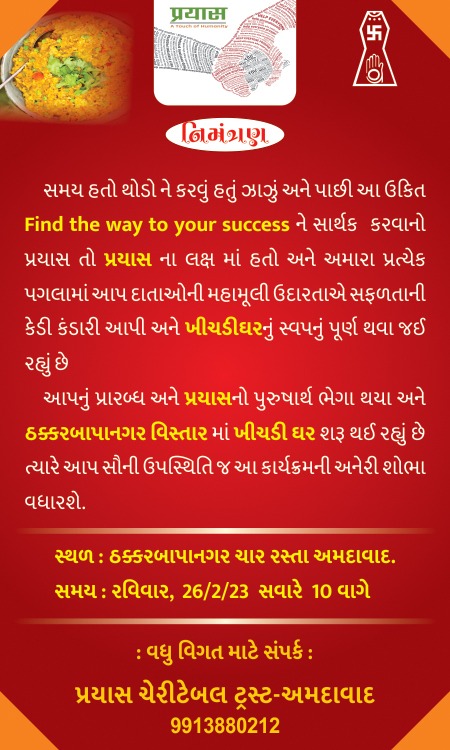 પ્રયાસ
A Touch of Humanity
નિમંત્રણ
સમય હતો થોડો ને કરવું હતું ઝાઝું અને પાછી આ ઉકિત
Find the way to your success ને સાર્થક કરવાનો
પ્રયાસ તો પ્રયાસ ના લક્ષ માં હતો અને અમારા પ્રત્યેક
પગલામાં આપ દાતાઓની મહામૂલી ઉદારતાએ સફળતાની
કેડી કંડારી આપી અને ખીચડીઘરનું સ્વપનું પૂર્ણ થવા જઈ
રહ્યું છે
આપનું પ્રારબ્ધ અને પ્રયાસનો પુરુષાર્થ ભેગા થયા અને
ઠક્કરબાપાનગર વિસ્તાર માં ખીચડી ઘર શરૂ થઈ રહ્યું છે
ત્યારે આપ સૌની ઉપસ્થિતિ જ આ કાર્યક્રમની અનેરી શોભા
વધારશે.
સ્થળ : ઠક્કરબાપાનગર ચાર રસ્તા અમદાવાદ.
સમય : રવિવાર, 26/2/23 સવારે 10 વાગે
: વધુ વિગત માટે સંપર્ક :
પ્રયાસ ચેરીટેબલ ટ્રસ્ટ-અમદાવાદ
9913880212